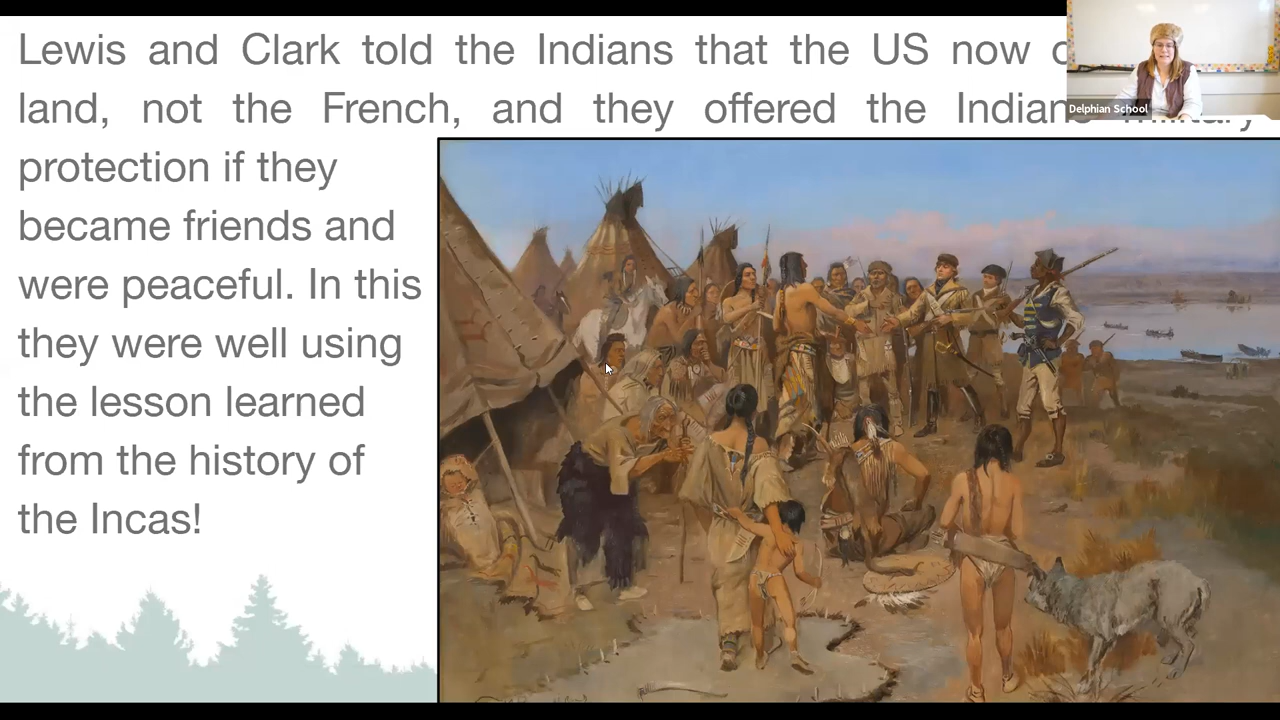 Lewis and Clark told the Indians that the US now
land, not the French, and they offered the Indians
Delphian School
protection if they
became friends and
were peaceful. In this
they were well using
the lesson learned
from the history of
the Incas!